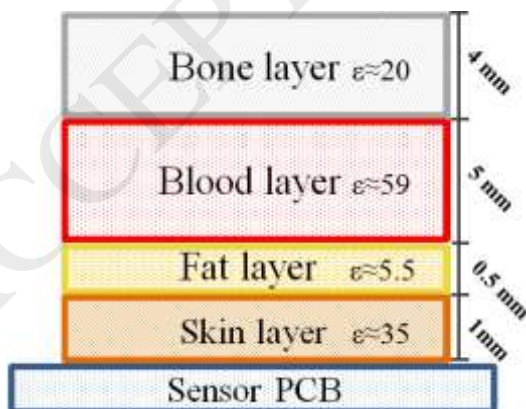 Bone layer ε≈20
4 mm
Blood layer ε≈59
5 mm
Fat layer ε≈5.5
0.5 mm
Skin layer ε≈35
1mm
Sensor PCB